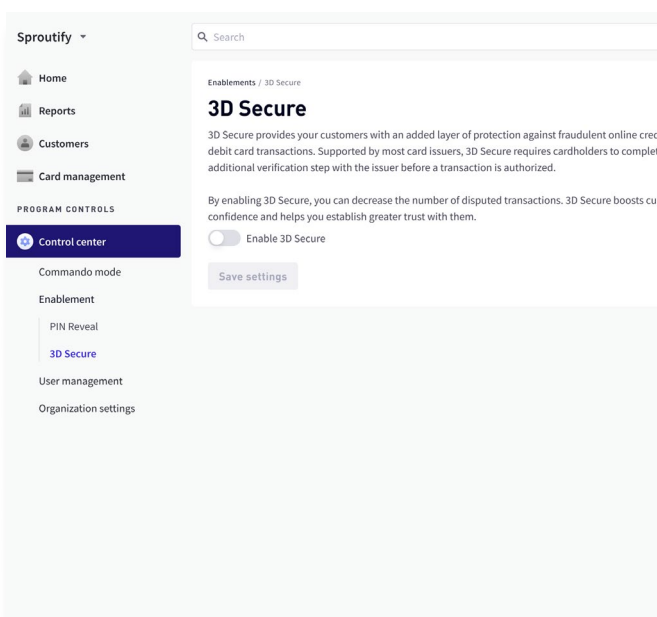 Sproutify
Search
Home
Reports
Customers
Card management
PROGRAM CONTROLS
Control center
Commando mode
Enablement
PIN Reveal
3D Secure
User management
Organization settings
Enablements / 3D Secure
3D Secure
3D Secure provides your customers with an added layer of protection against fraudulent online cred
debit card transactions. Supported by most card issuers, 3D Secure requires cardholders to complet
additional verification step with the issuer before a transaction is authorized.
By enabling 3D Secure, you can decrease the number of disputed transactions. 3D Secure boosts cu
confidence and helps you establish greater trust with them.
Enable 3D Secure
Save settings